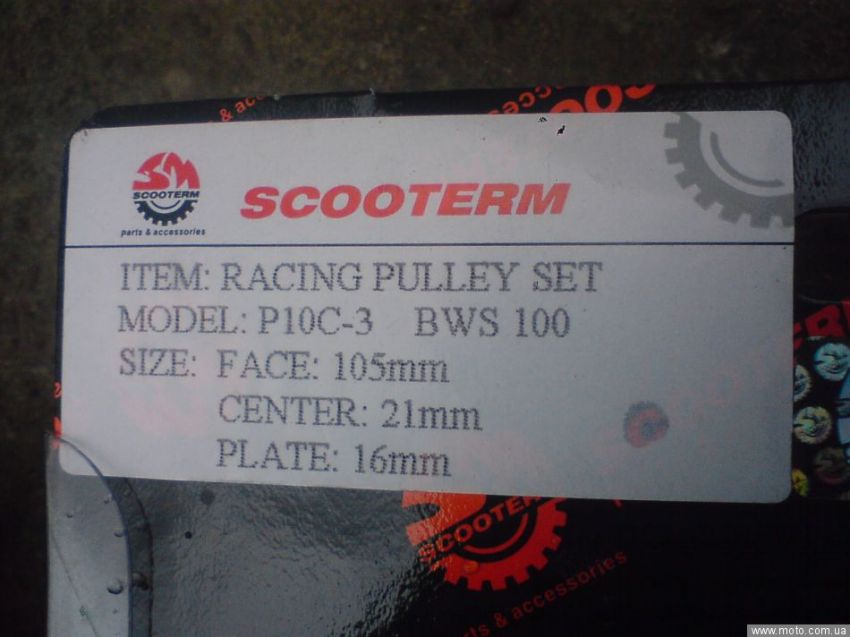 SCOOTERM
parts & accessories
SCOOTERM
ITEM: RACING PULLEY SET
MODEL: P10C-3 BWS 100
SIZE: FACE: 105mm
CENTER: 21mm
PLATE: 16mm
SCOOTERM
parts & accessories
www.moto.com.ua